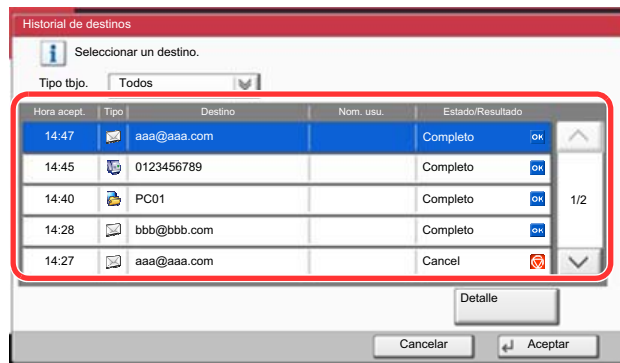 Historial de destinos
i Seleccionar un destino.
Tipo tbjo. Todos
Hora acept. Tipo Destino Nom. usu. Estado/Resultado
14:47 aaa@aaa.com Completo OK
14:45 0123456789 Completo OK
14:40 PC01 Completo OK
1/2
14:28 bbb@bbb.com Completo OK
14:27 aaa@aaa.com Cancel
Detalle
Cancelar Aceptar